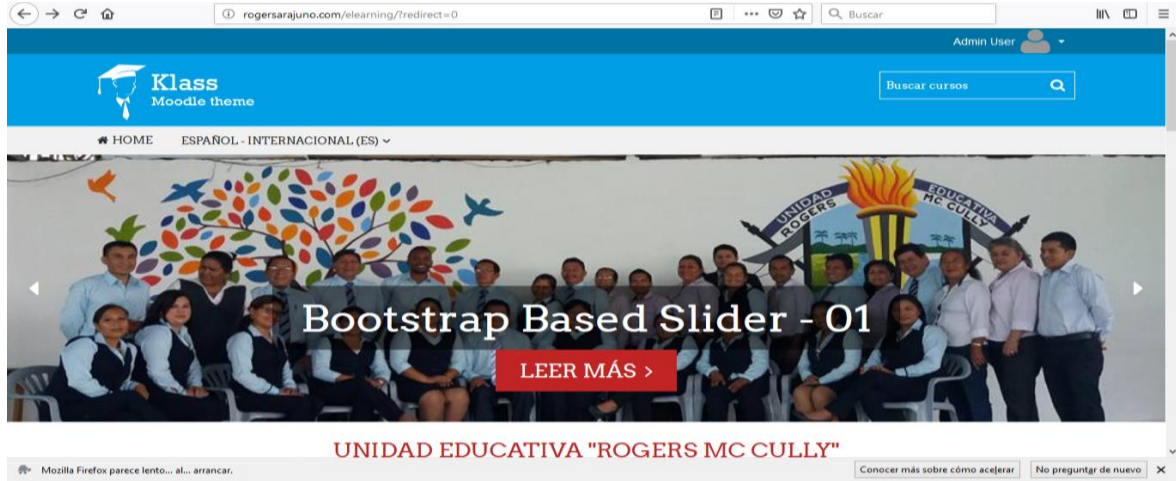 rogersarajuno.com/elearning/?redirect=0
Buscar
Admin User
Klass
Moodle theme
Buscar cursos
HOME ESPAÑOL - INTERNACIONAL (ES)
UNIDAD EDUCATIVA
ROGERS MC CULLY
Bootstrap Based Slider - 01
LEER MÁS >
UNIDAD EDUCATIVA "ROGERS MC CULLY"
Mozilla Firefox parece lento... al... arrancar.
Conocer más sobre cómo acelerar
No preguntar de nuevo